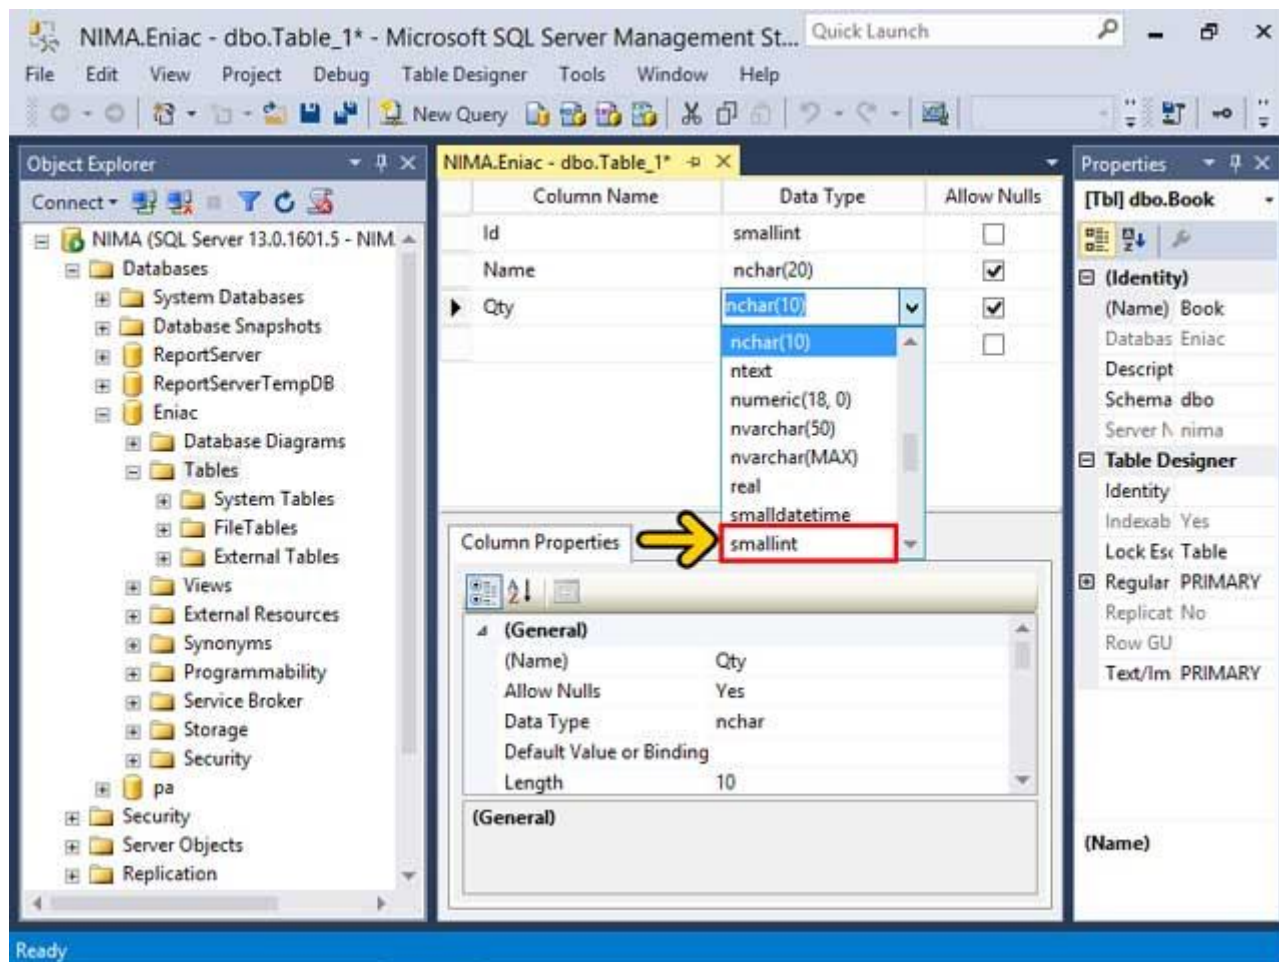 NIMA.Eniac - dbo.Table_1* - Microsoft SQL Server Management St...
Quick Launch
File Edit View Project Debug Table Designer Tools Window Help
New Query
Object Explorer
Connect
NIMA (SQL Server 13.0.1601.5 - NIM
Databases
System Databases
Database Snapshots
ReportServer
ReportServerTempDB
Eniac
Database Diagrams
Tables
System Tables
FileTables
External Tables
Views
External Resources
Synonyms
Programmability
Service Broker
Storage
Security
pa
Security
Server Objects
Replication
NIMA.Eniac - dbo.Table_1*
Column Name Data Type Allow Nulls
Id smallint
Name nchar(20)
Qty nchar(10)
nchar(10)
ntext
numeric(18, 0)
nvarchar(50)
nvarchar(MAX)
real
smalldatetime
smallint
Column Properties
(General)
(Name) Qty
Allow Nulls Yes
Data Type nchar
Default Value or Binding
Length 10
(General)
Properties
[Tbl] dbo.Book
(Identity)
(Name) Book
Databas Eniac
Descript
Schema dbo
Server N nima
Table Designer
Identity
Indexab Yes
Lock Esc Table
Regular PRIMARY
Replicat No
Row GU
Text/Im PRIMARY
(Name)
Ready